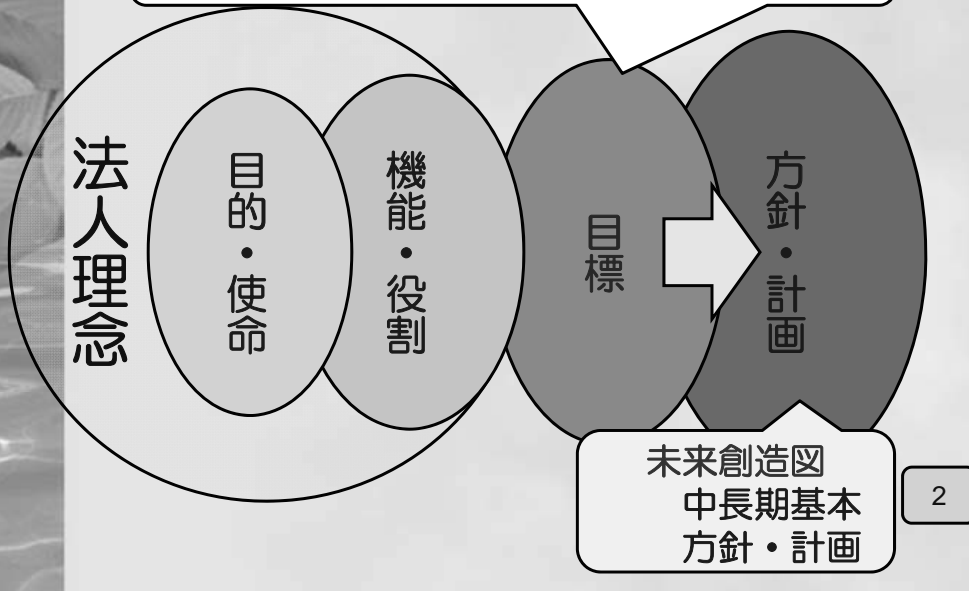 法人理念
目的・使命
機能・役割
目標
方針・計画
未来創造図
中長期基本
方針・計画
2